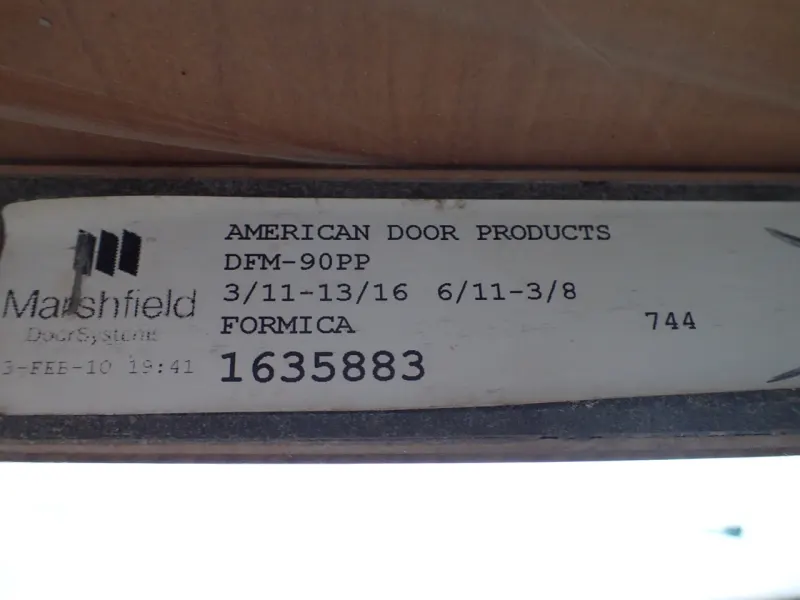 Marshfield
DoorSystems
3-FEB-10 19:41
AMERICAN DOOR PRODUCTS
DFM-90PP
3/11-13/16 6/11-3/8
FORMICA
744
1635883